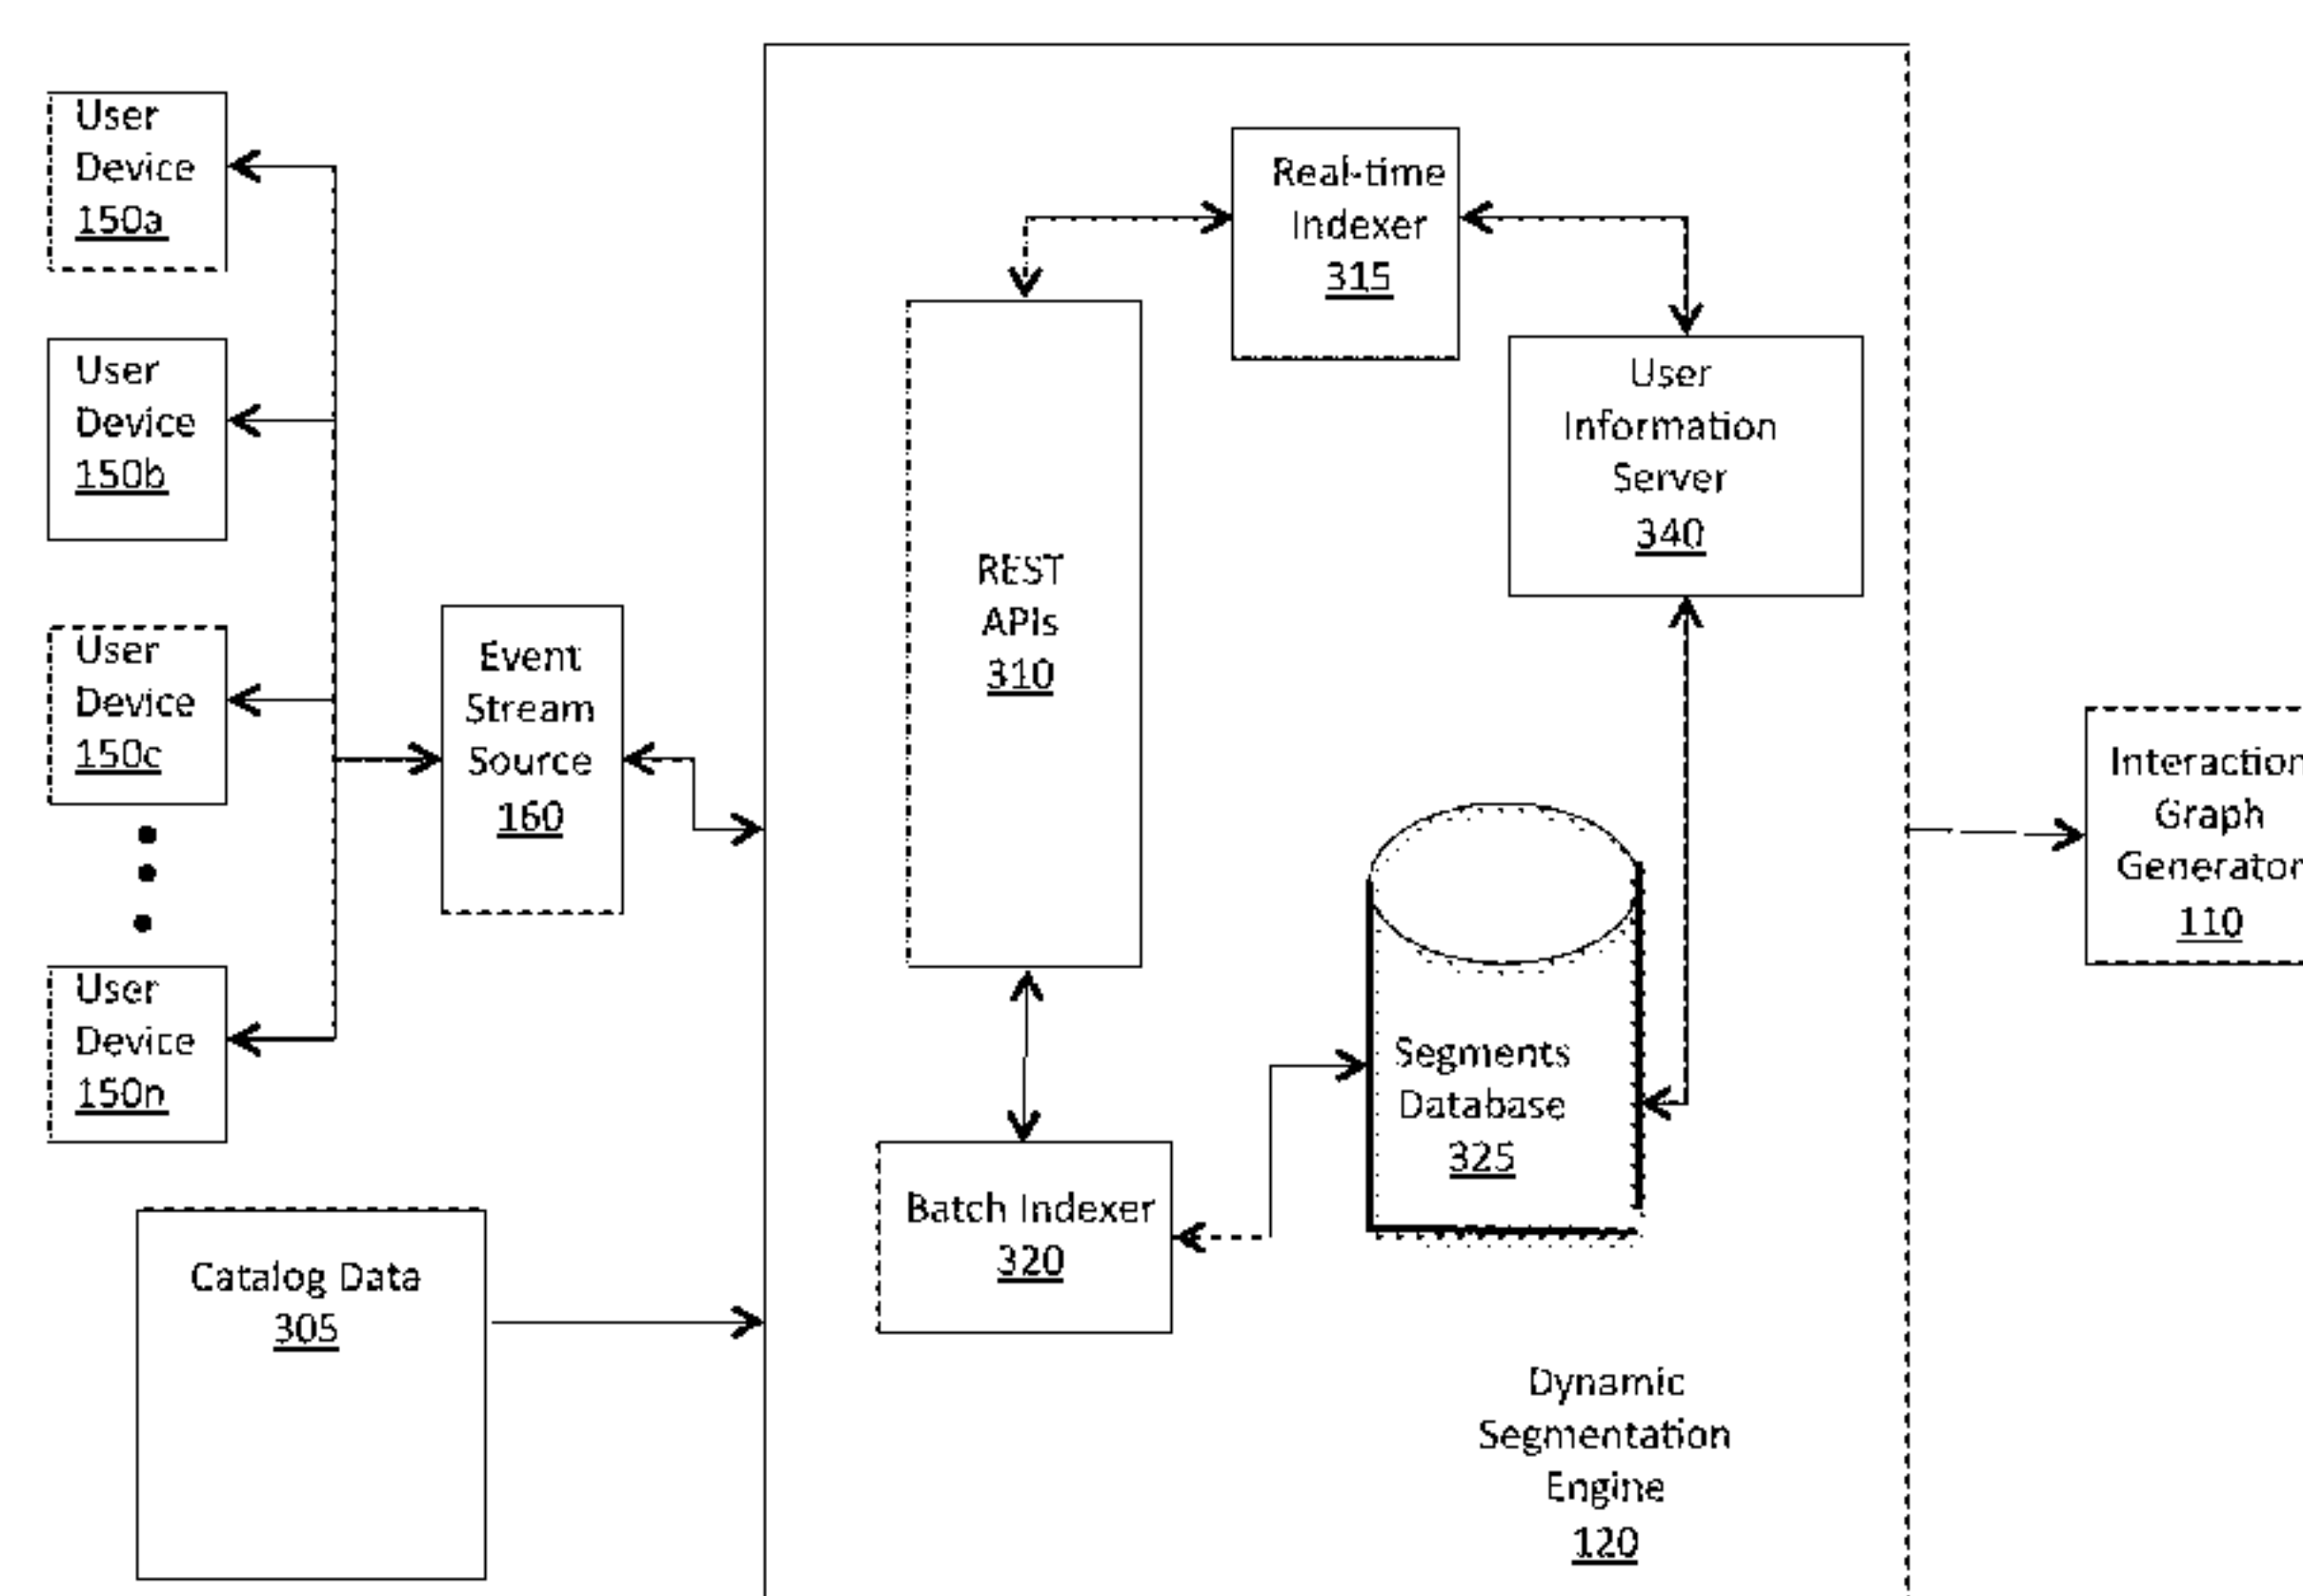 User
Device
150a
User
Device
150b
User
Device
150c
User
Device
150n
Catalog Data
305
Event
Stream
Source
160
REST
APIs
310
Real-time
Indexer
315
User
Information
Server
340
Segments
Database
325
Batch Indexer
320
Dynamic
Segmentation
Engine
120
Interaction
Graph
Generator
110